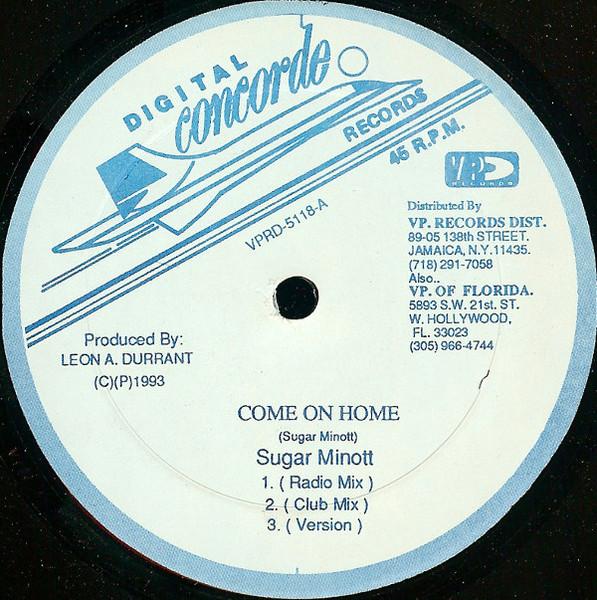 DIGITAL
concorde
RECORDS
45 R.P.M.
VPRD-5118-A
VP
RECORDS
Distributed By
VP. RECORDS DIST.
89-05 138th STREET.
JAMAICA, N.Y. 11435.
(718) 291-7058
Also..
VP. OF FLORIDA.
5893 S.W. 21st. ST.
W. HOLLYWOOD,
FL. 33023
(305) 966-4744
Produced By:
LEON A. DURRANT
(C)(P)1993
COME ON HOME
(Sugar Minott)
Sugar Minott
1. ( Radio Mix )
2. ( Club Mix )
3. ( Version )